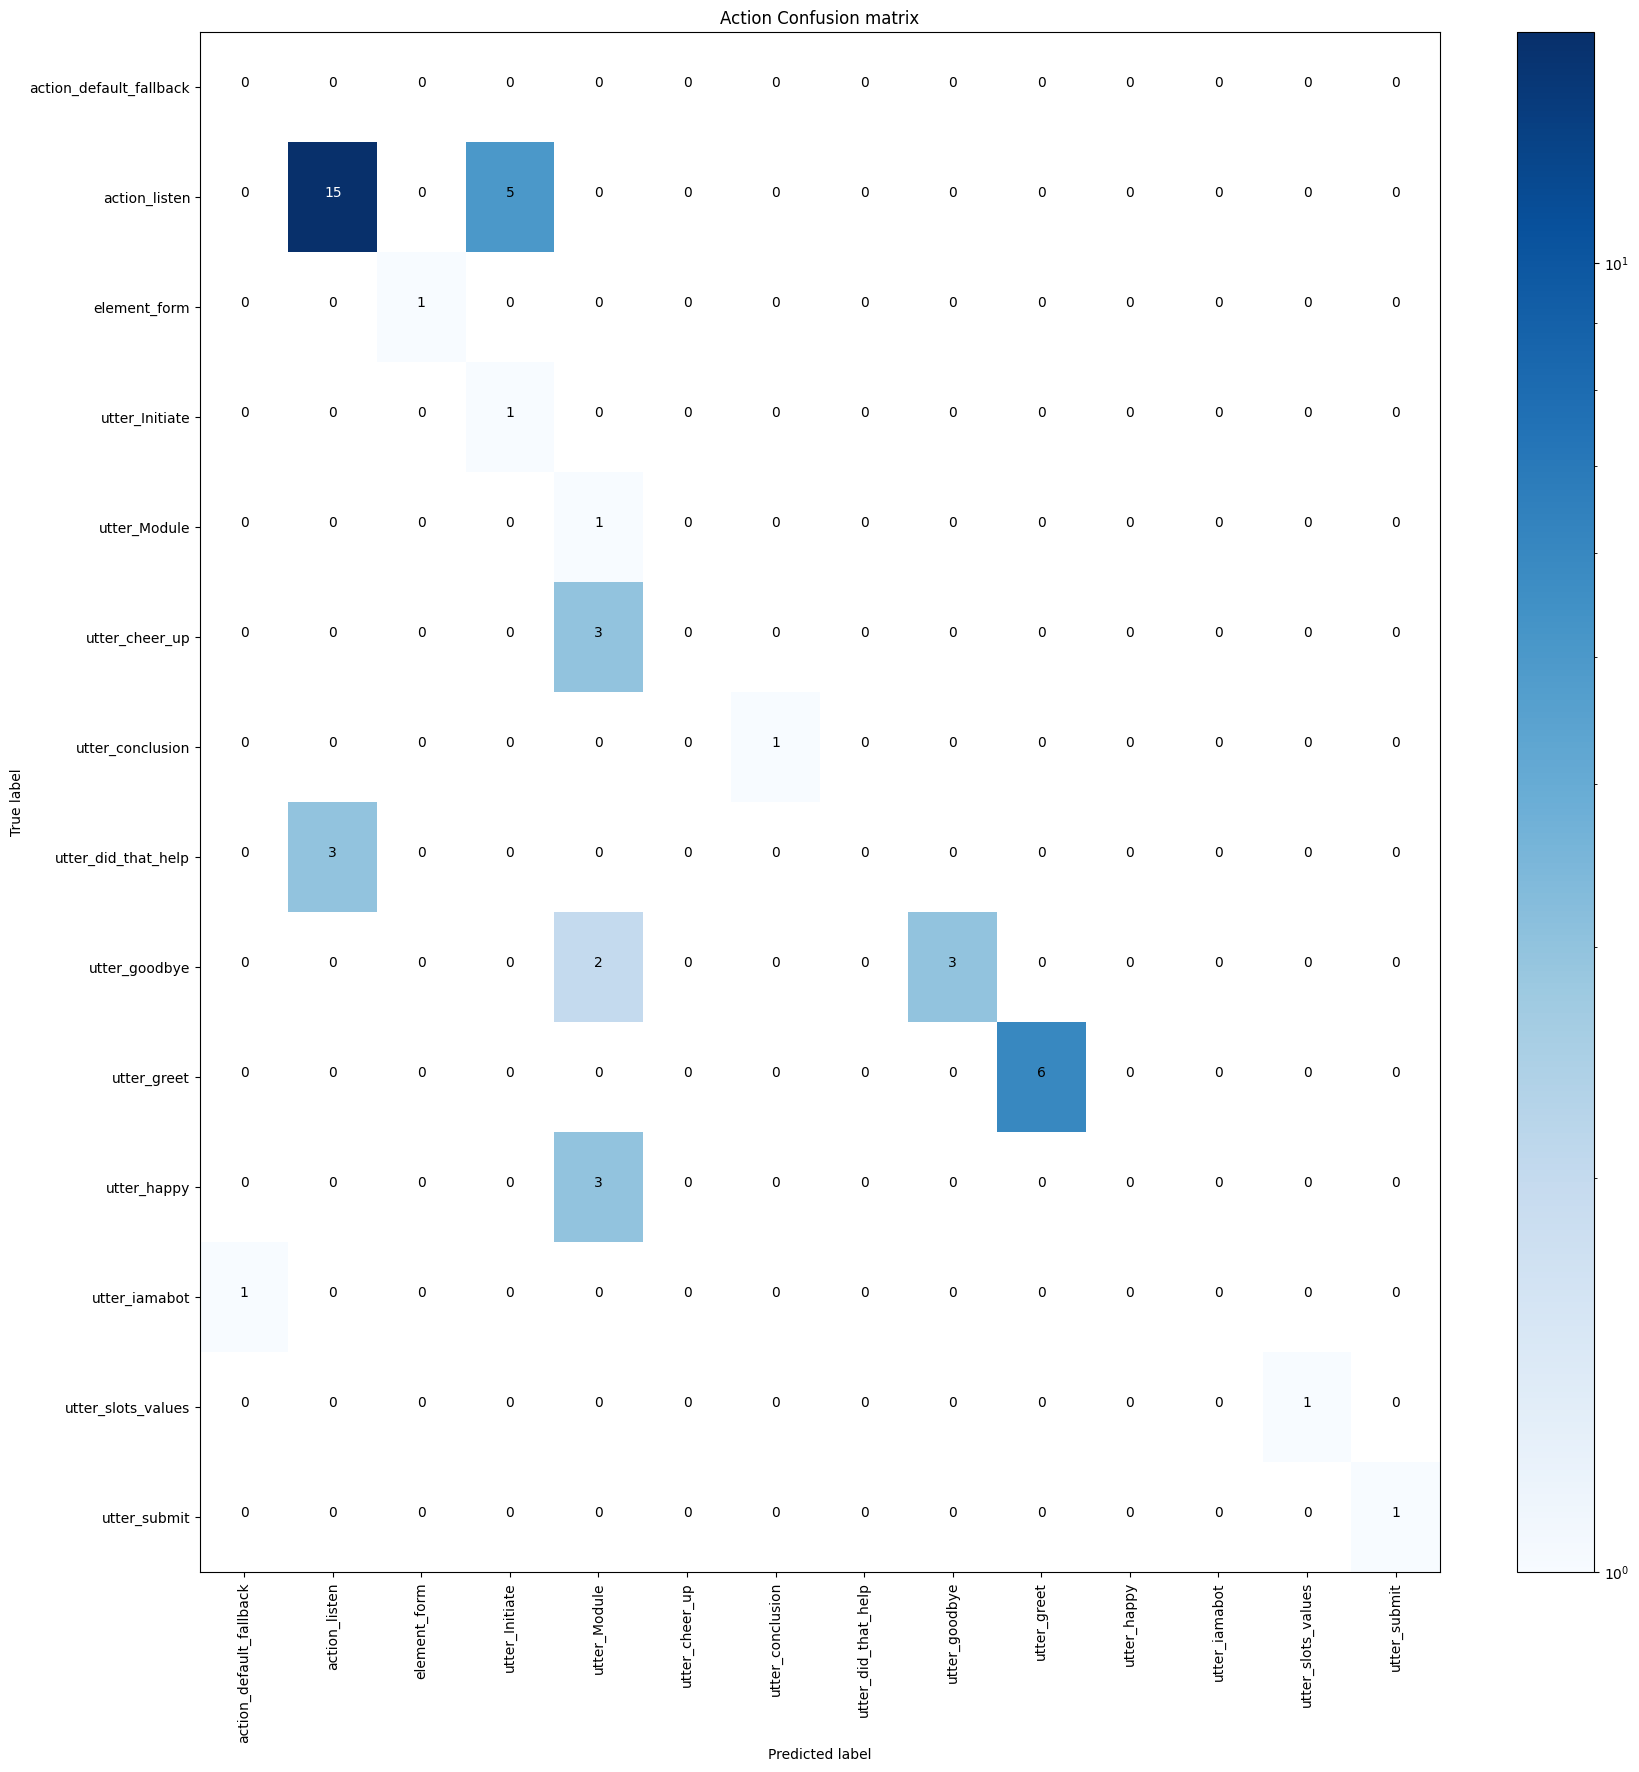 Action Confusion matrix
action_default_fallback 0 0 0 0 0 0 0 0 0 0 0 0 0 0
action_listen 0 15 0 5 0 0 0 0 0 0 0 0 0 0
element_form 0 0 1 0 0 0 0 0 0 0 0 0 0 0
utter_Initiate 0 0 0 1 0 0 0 0 0 0 0 0 0 0
utter_Module 0 0 0 0 1 0 0 0 0 0 0 0 0 0
utter_cheer_up 0 0 0 0 3 0 0 0 0 0 0 0 0 0
utter_conclusion 0 0 0 0 0 0 1 0 0 0 0 0 0 0
utter_did_that_help 0 3 0 0 0 0 0 0 0 0 0 0 0 0
utter_goodbye 0 0 0 0 2 0 0 0 3 0 0 0 0 0
utter_greet 0 0 0 0 0 0 0 0 0 6 0 0 0 0
utter_happy 0 0 0 0 3 0 0 0 0 0 0 0 0 0
utter_iamabot 1 0 0 0 0 0 0 0 0 0 0 0 0 0
utter_slots_values 0 0 0 0 0 0 0 0 0 0 0 0 1 0
utter_submit 0 0 0 0 0 0 0 0 0 0 0 0 0 1
True label
action_default_fallback
action_listen
element_form
utter_Initiate
utter_Module
utter_cheer_up
utter_conclusion
utter_did_that_help
utter_goodbye
utter_greet
utter_happy
utter_iamabot
utter_slots_values
utter_submit
Predicted label
10¹
10⁰